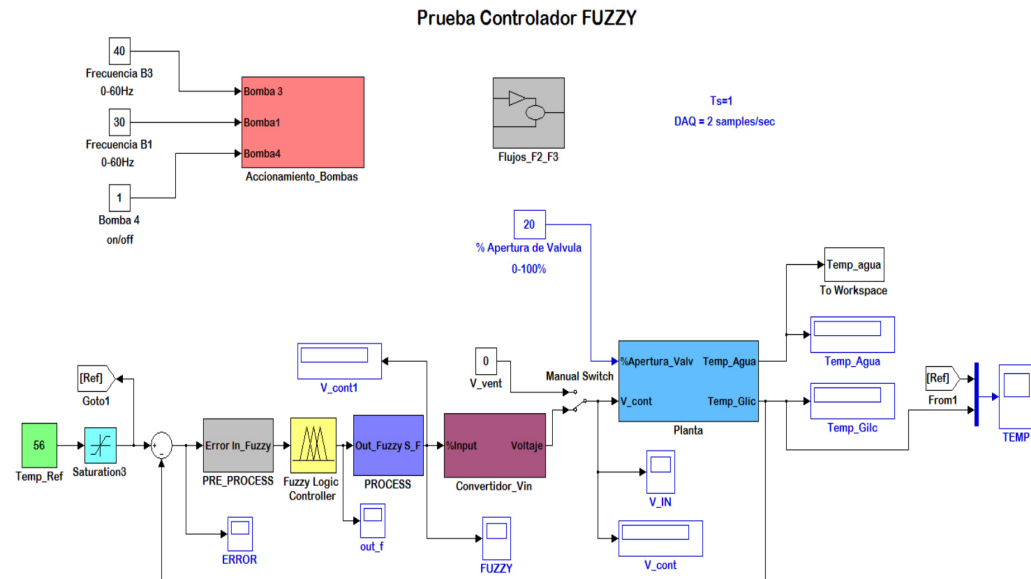 Prueba Controlador FUZZY
40
Frecuencia B3
0-60Hz
30
Frecuencia B1
0-60Hz
1
Bomba 4
on/off
Bomba 3
Bomba1
Bomba4
Accionamiento_Bombas
Flujos_F2_F3
Ts=1
DAQ = 2 samples/sec
20
% Apertura de Valvula
0-100%
Temp_agua
To Workspace
Temp_Agua
Temp_Gilc
%Apertura_Valv
Temp_Agua
V_cont
Temp_Glic
Planta
[Ref]
From1
TEMP
0
V_vent
Manual Switch
V_cont1
[Ref]
Goto1
56
Temp_Ref
Saturation3
+
−
Error In_Fuzzy
PRE_PROCESS
Fuzzy Logic
Controller
Out_Fuzzy S_F
PROCESS
%Input
Voltaje
Convertidor_Vin
ERROR
out_f
FUZZY
V_IN
V_cont